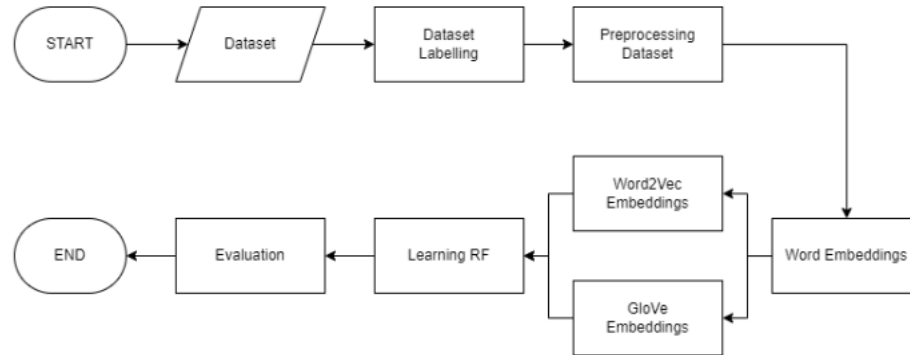 START
Dataset
Dataset
Labelling
Preprocessing
Dataset
Word2Vec
Embeddings
END
Evaluation
Learning RF
Word Embeddings
GloVe
Embeddings